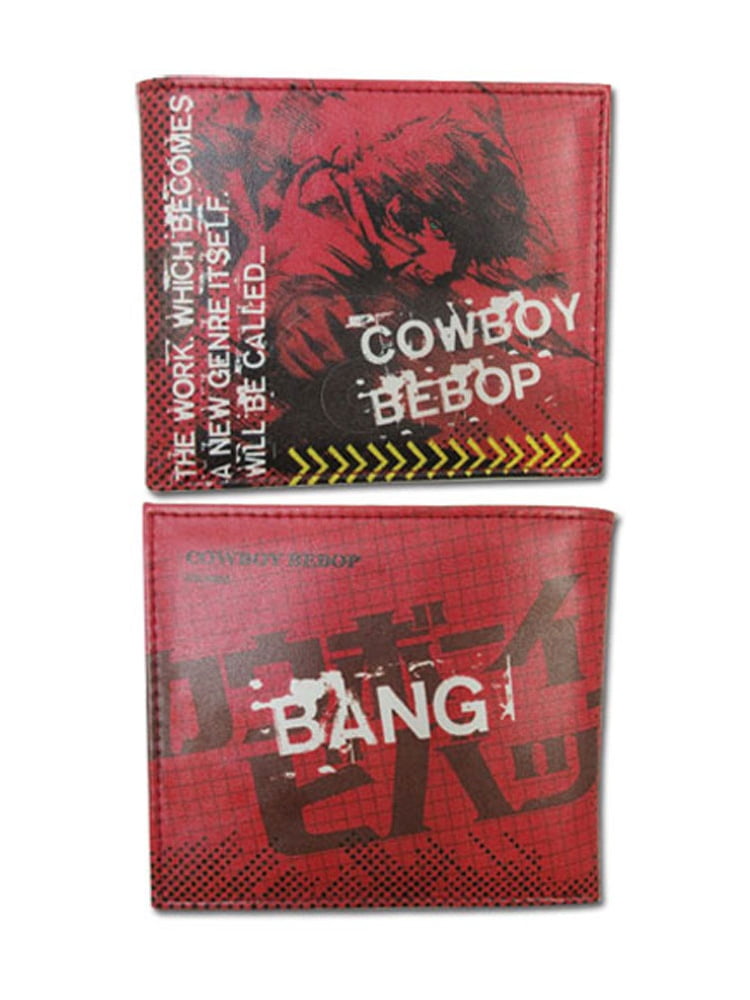 THE WORK, WHICH BECOMES
A NEW GENRE ITSELF,
WILL BE CALLED...
COWBOY
BEBOP
COWBOY BEBOP
カウボーイ
BANG
ビバッ